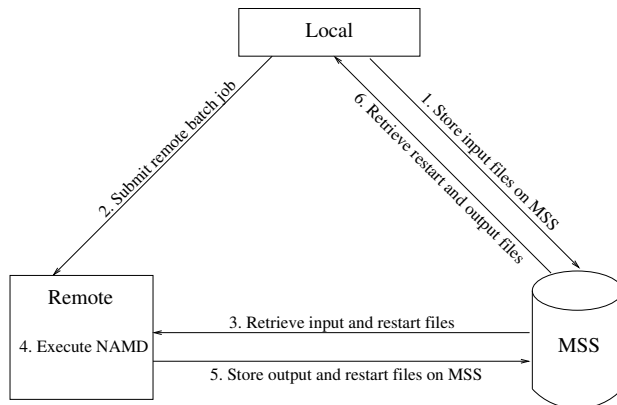 Local
1. Store input files on MSS
6. Retrieve restart and output files
2. Submit remote batch job
Remote
4. Execute NAMD
3. Retrieve input and restart files
5. Store output and restart files on MSS
MSS